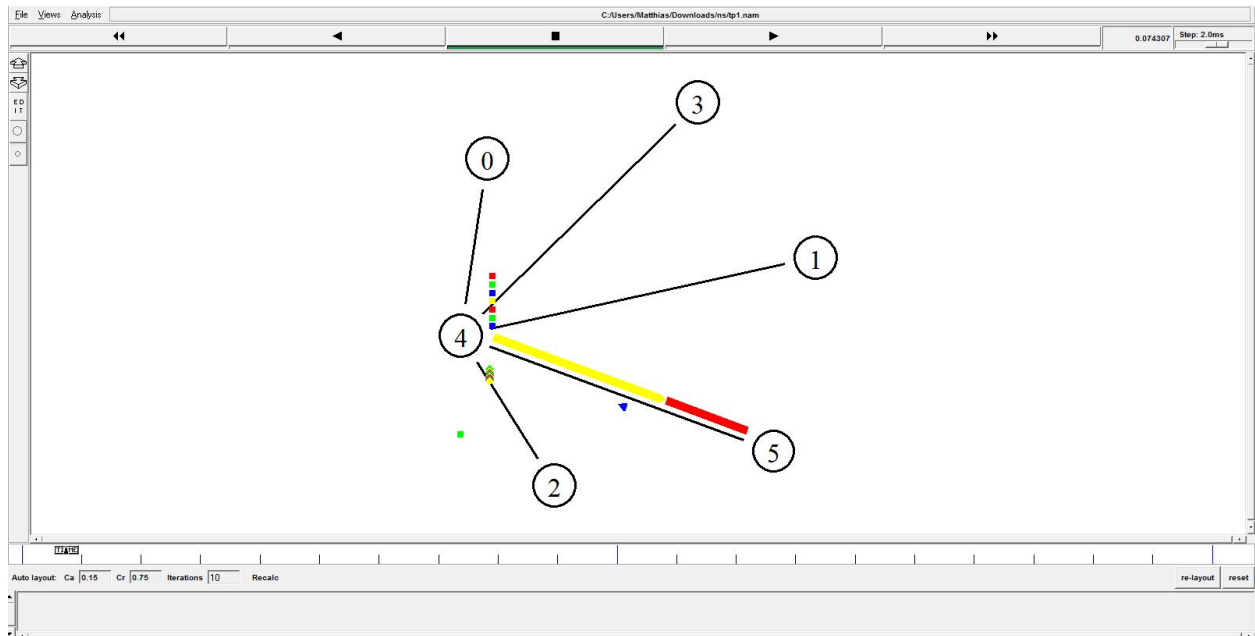 File Views Analysis C:/Users/Matthias/Downloads/ns/tp1.nam
0.074307 Step: 2.0ms
ED
IT
3
0
1
4
5
2
TIME
Auto layout: Ca 0.15 Cr 0.75 Iterations 10 Recalc re-layout reset